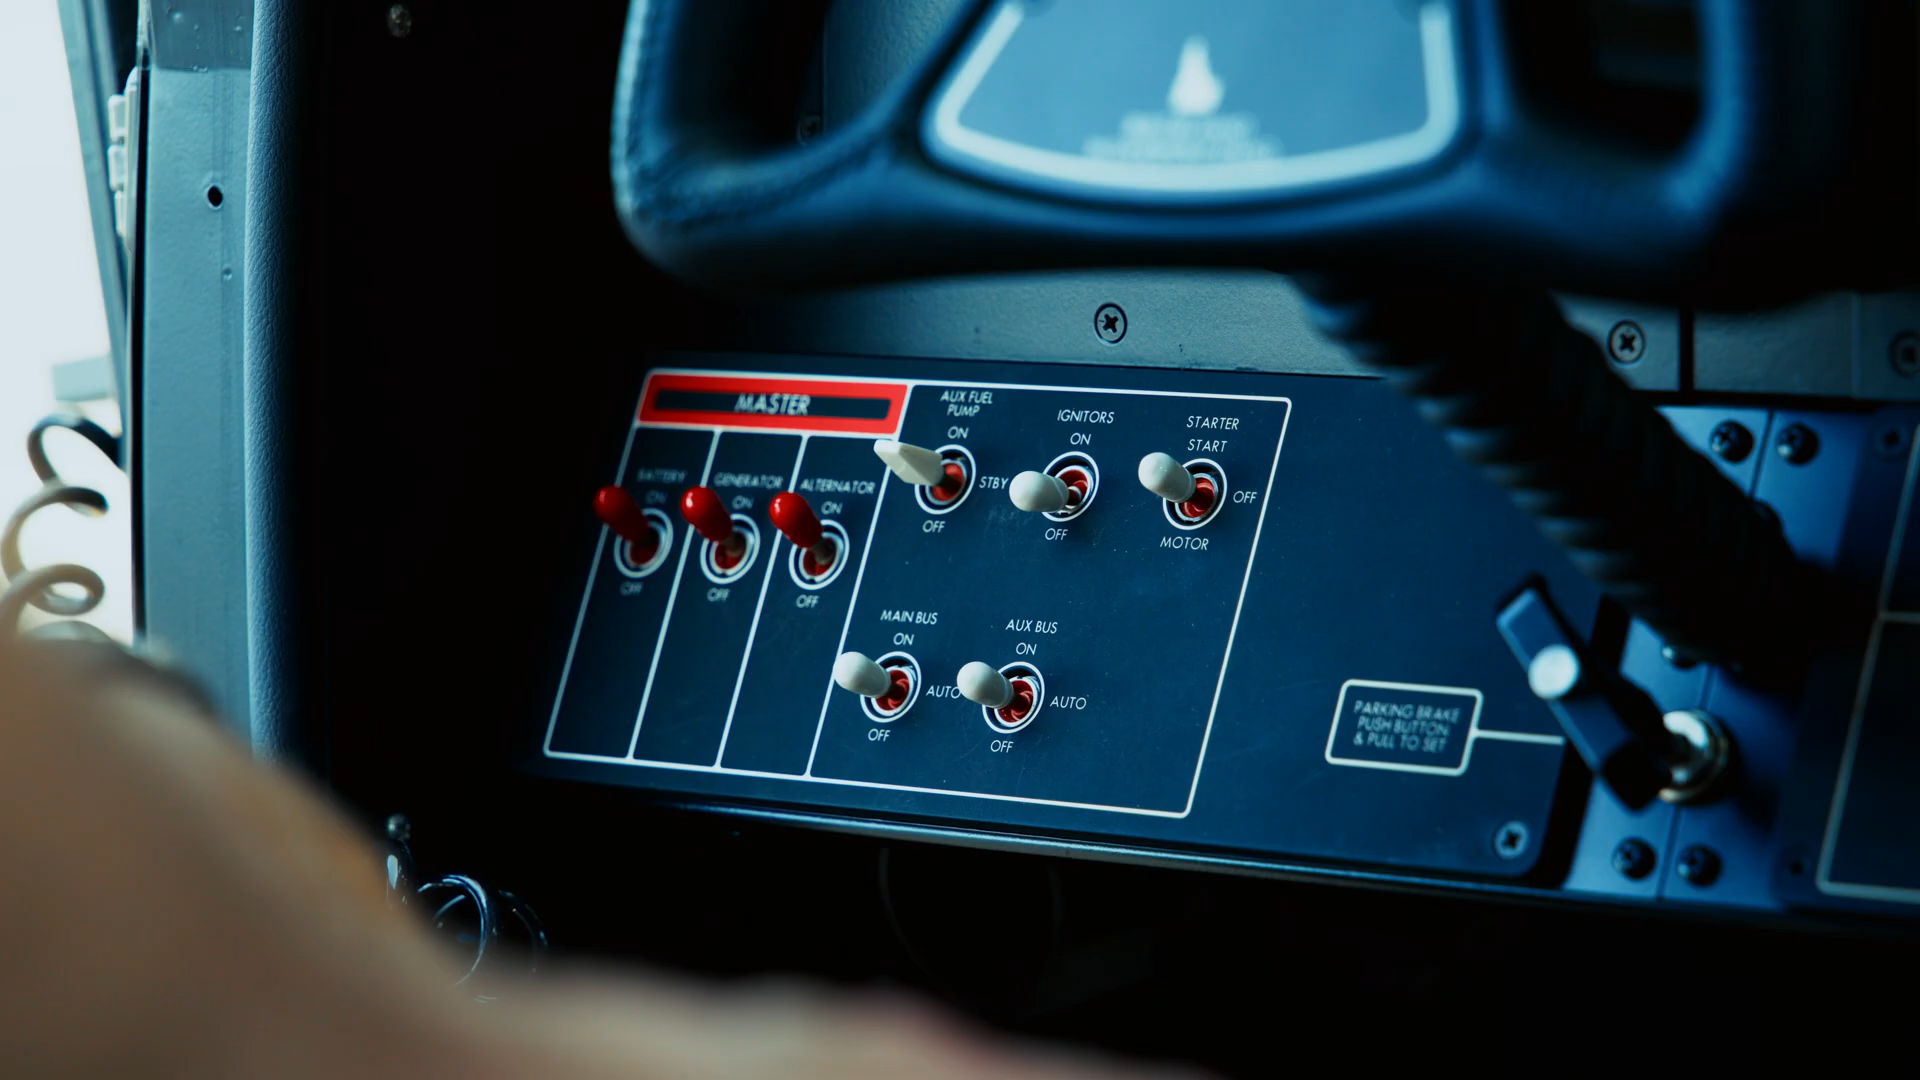 MASTER
BATTERY
ON
OFF
GENERATOR
ON
OFF
ALTERNATOR
ON
OFF
AUX FUEL
PUMP
ON
OFF
IGNITORS
ON
STBY
OFF
STARTER
START
OFF
MOTOR
MAIN BUS
ON
AUTO
OFF
AUX BUS
ON
AUTO
OFF
PARKING BRAKE
PUSH BUTTON
& PULL TO SET